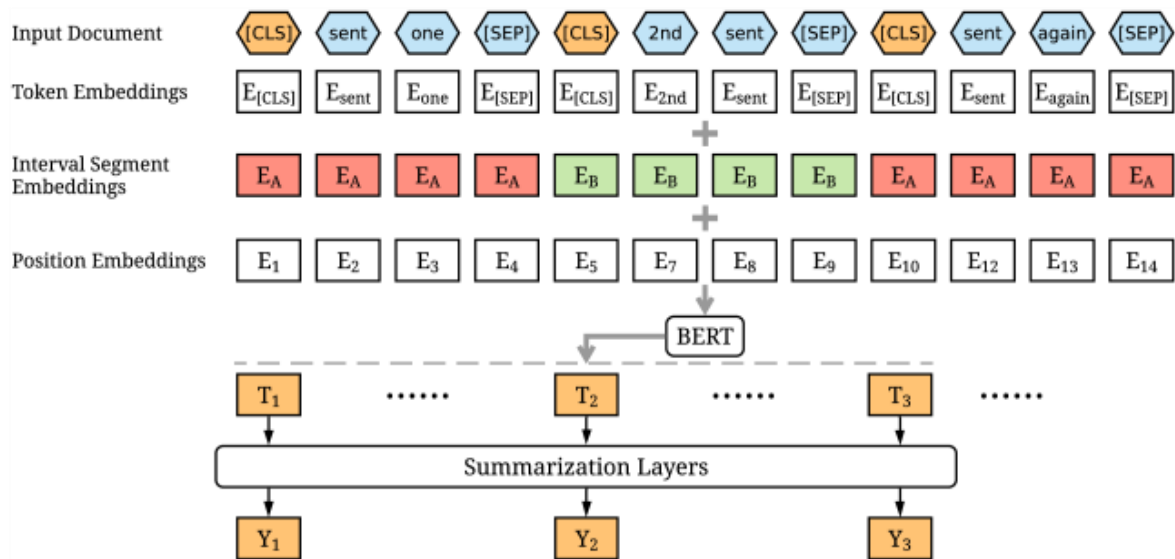 Input Document [CLS] sent one [SEP] [CLS] 2nd sent [SEP] [CLS] sent again [SEP]
Token Embeddings E[CLS] Esent Eone E[SEP] E[CLS] E2nd Esent E[SEP] E[CLS] Esent Eagain E[SEP]
+
Interval Segment
Embeddings EA EA EA EA EB EB EB EB EA EA EA EA
+
Position Embeddings E1 E2 E3 E4 E5 E7 E8 E9 E10 E12 E13 E14
BERT
T1 ...... T2 ...... T3 ......
Summarization Layers
Y1 Y2 Y3